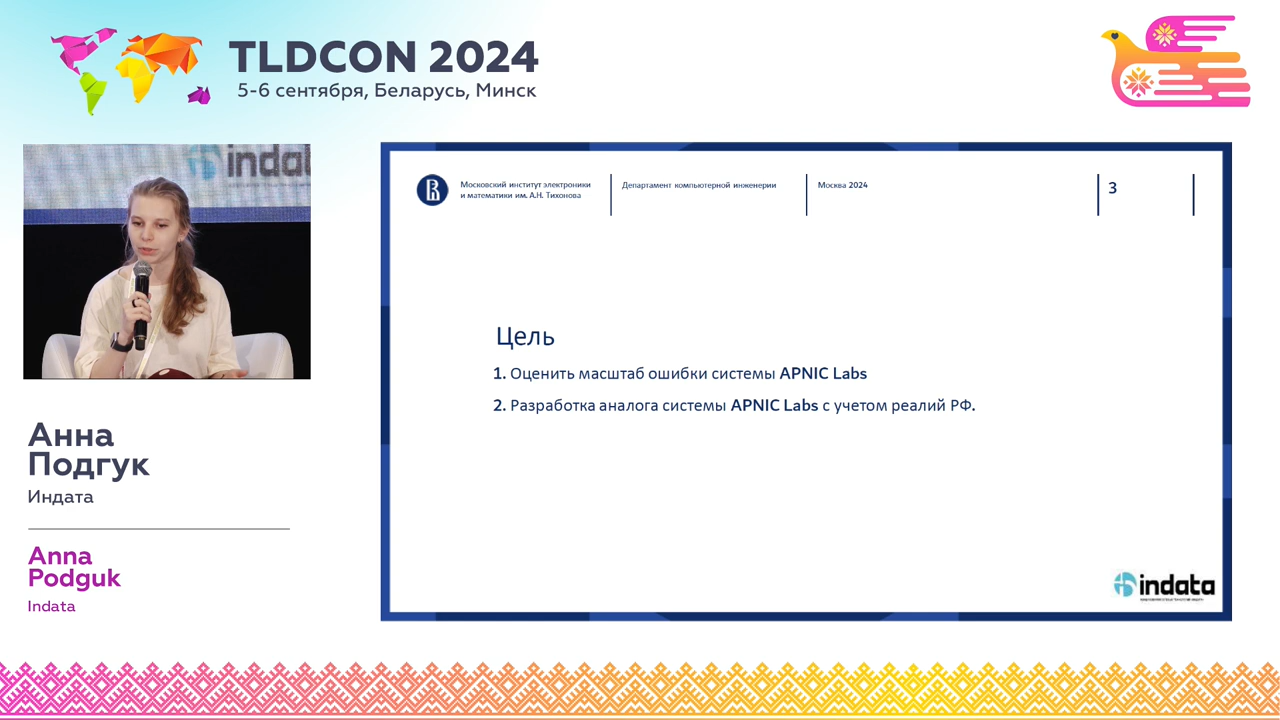 TLDCON 2024
5-6 сентября, Беларусь, Минск
indat
Анна
Подгук
Индата
Anna
Podguk
Indata
Московский институт электроники
и математики им. А.Н. Тихонова
Департамент компьютерной инженерии
Москва 2024
3
Цель
1. Оценить масштаб ошибки системы APNIC Labs
2. Разработка аналога системы APNIC Labs с учетом реалий РФ.
indata